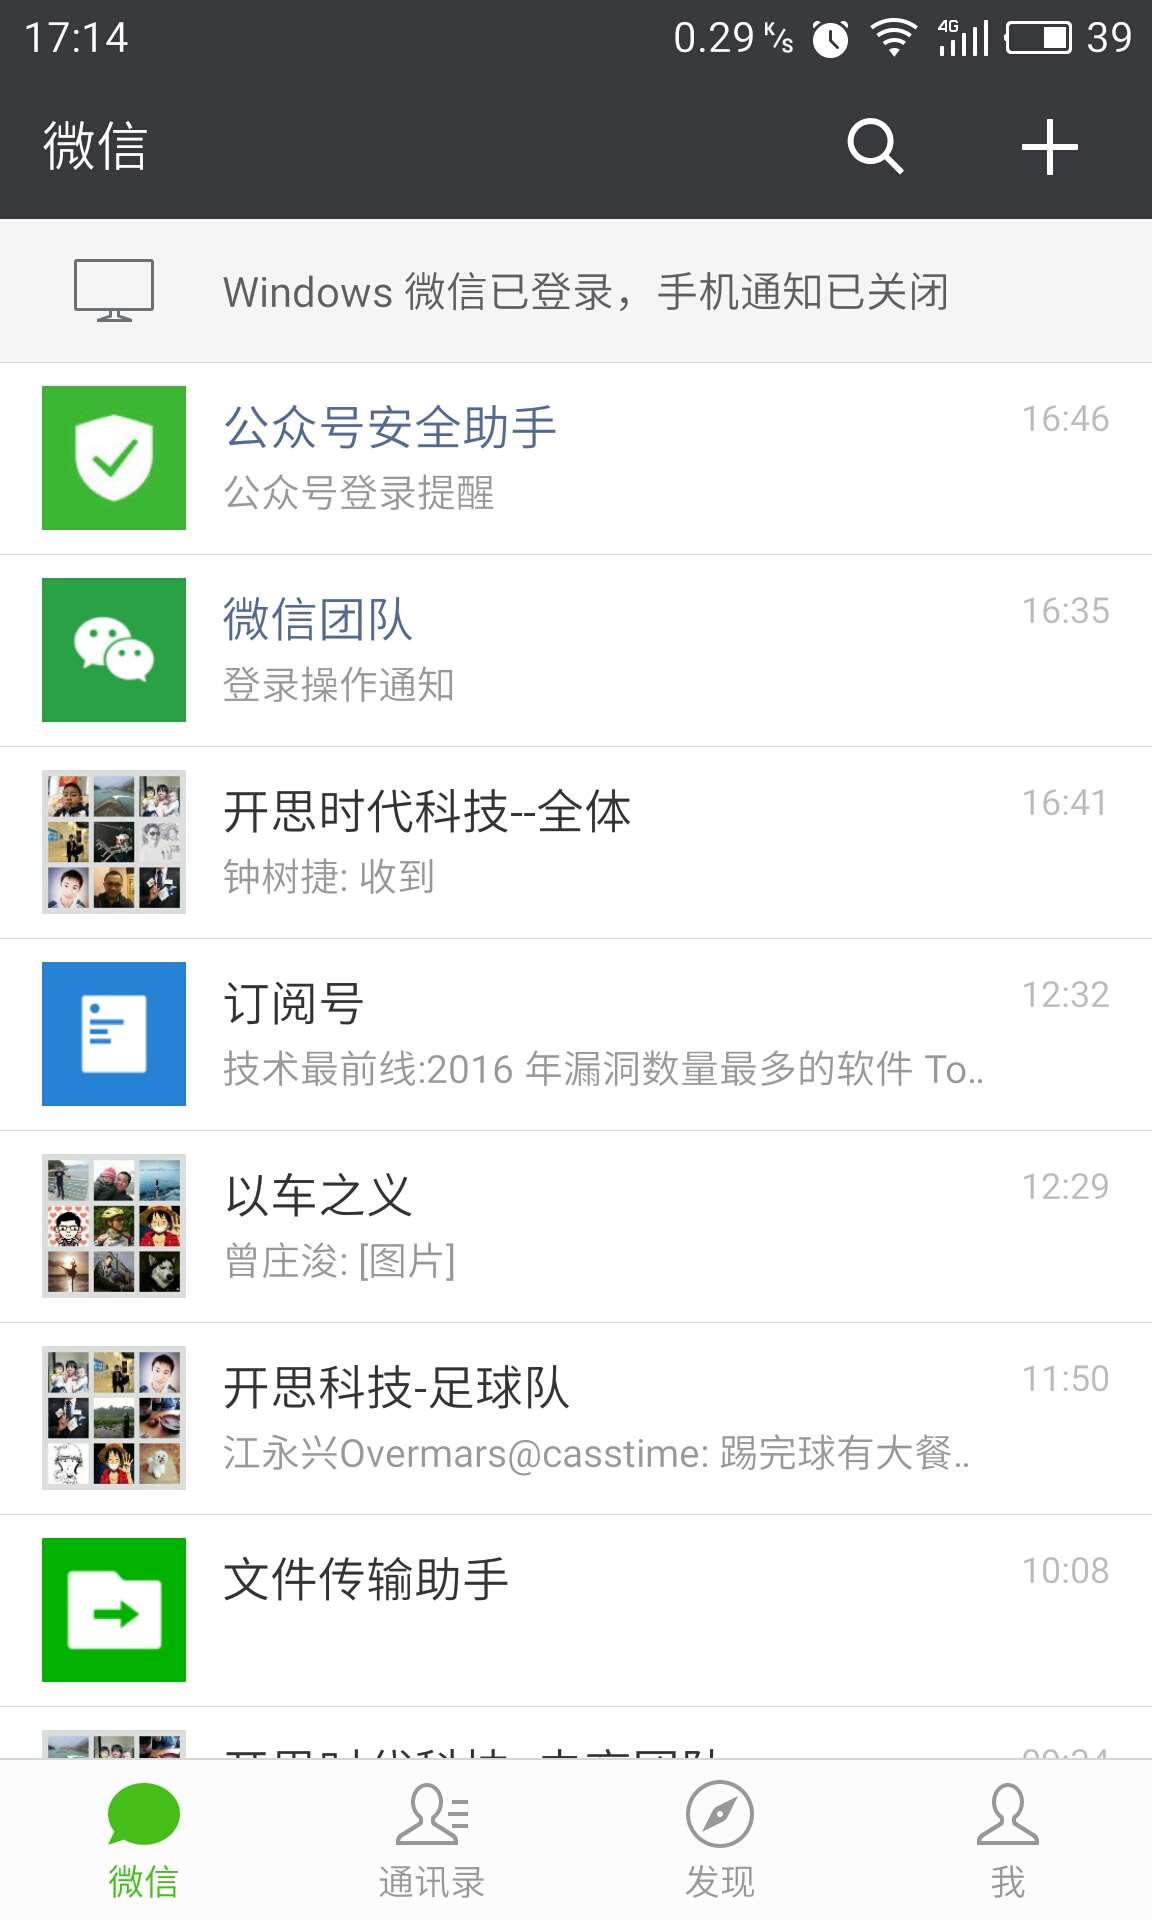 17:14 0.29 K/s 4G 39
微信
Windows 微信已登录，手机通知已关闭
公众号安全助手 16:46
公众号登录提醒
微信团队 16:35
登录操作通知
开思时代科技--全体 16:41
钟树捷: 收到
订阅号 12:32
技术最前线:2016 年漏洞数量最多的软件 To..
以车之义 12:29
曾庄浚: [图片]
开思科技-足球队 11:50
江永兴Overmars@casstime: 踢完球有大餐..
文件传输助手 10:08
开思时代科技
微信 通讯录 发现 我